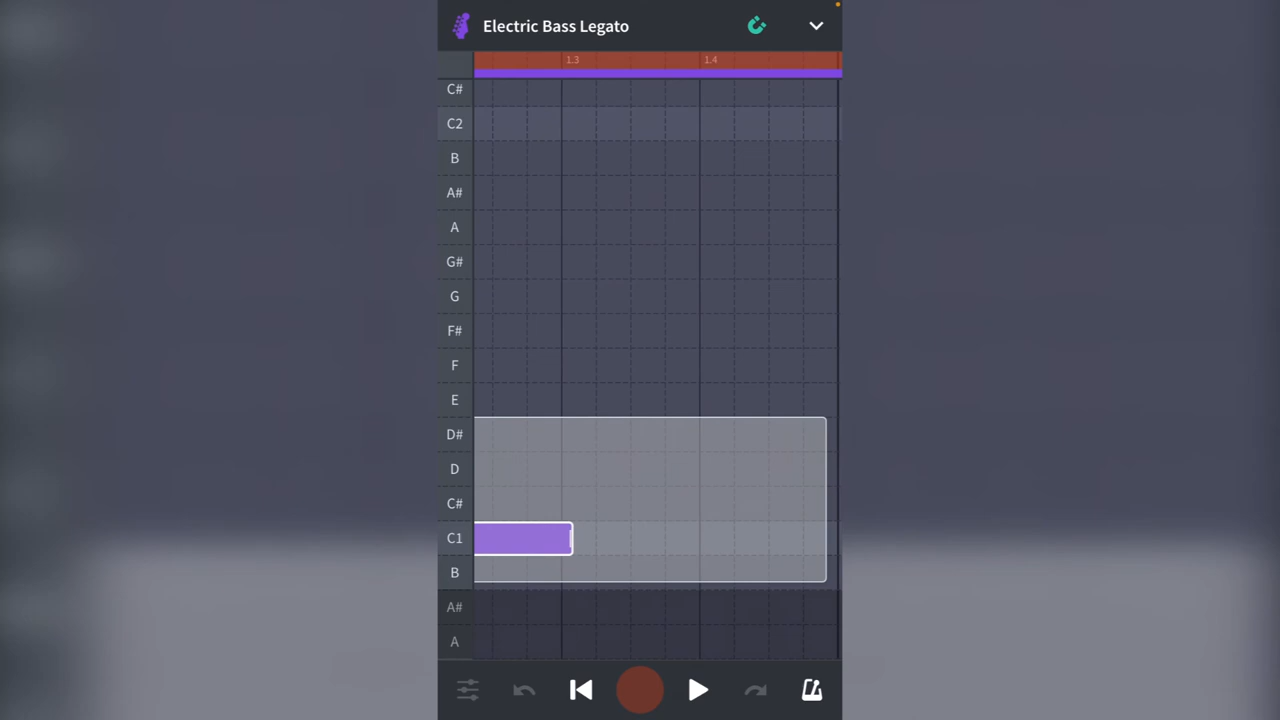 Electric Bass Legato
1.3 1.4
C#
C2
B
A#
A
G#
G
F#
F
E
D#
D
C#
C1
B
A#
A